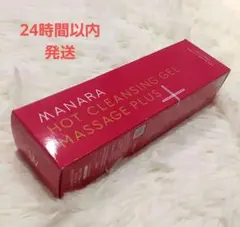 24時間以内
発送
MANARA
HOT CLEANSING GEL
MASSAGE PLUS